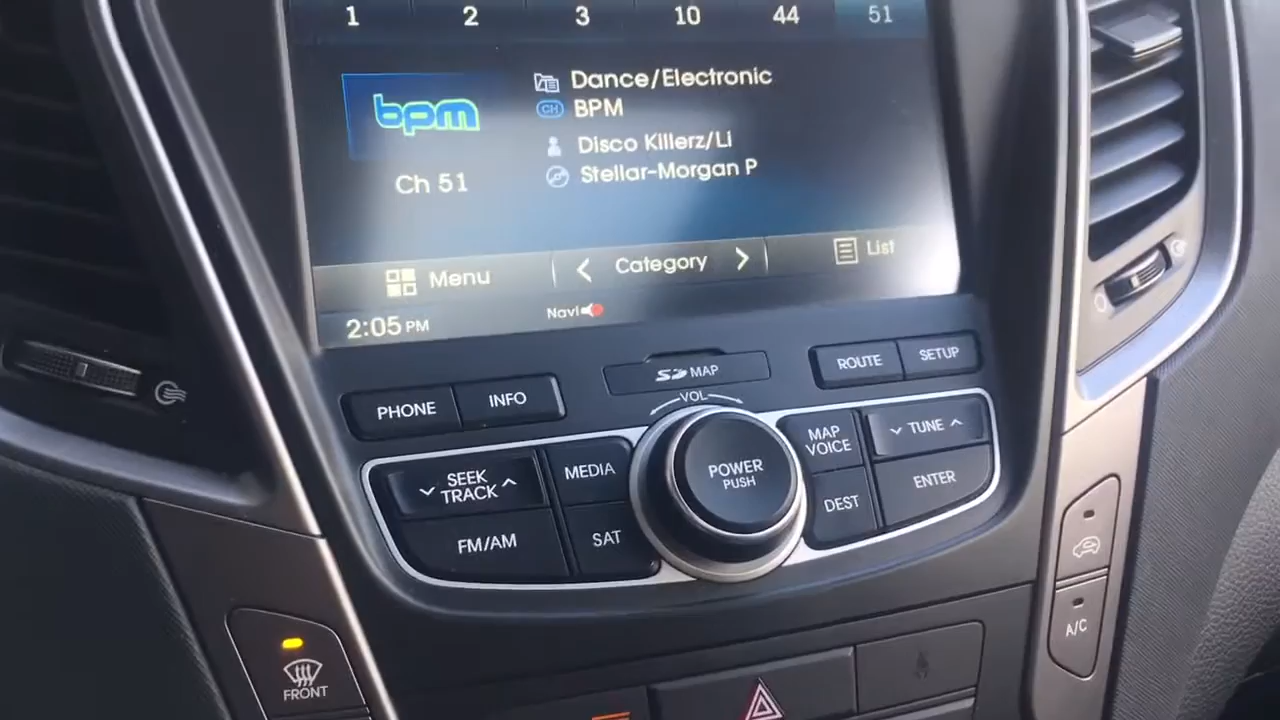 1 2 3 10 44 51
bpm
Dance/Electronic
CH BPM
Disco Killerz/Li
Stellar-Morgan P
Ch 51
Menu
Category
List
2:05 PM
Navi
PHONE
INFO
SD MAP
ROUTE
SETUP
VOL
SEEK
TRACK
MEDIA
POWER
PUSH
MAP
VOICE
TUNE
FM/AM
SAT
DEST
ENTER
FRONT
A/C